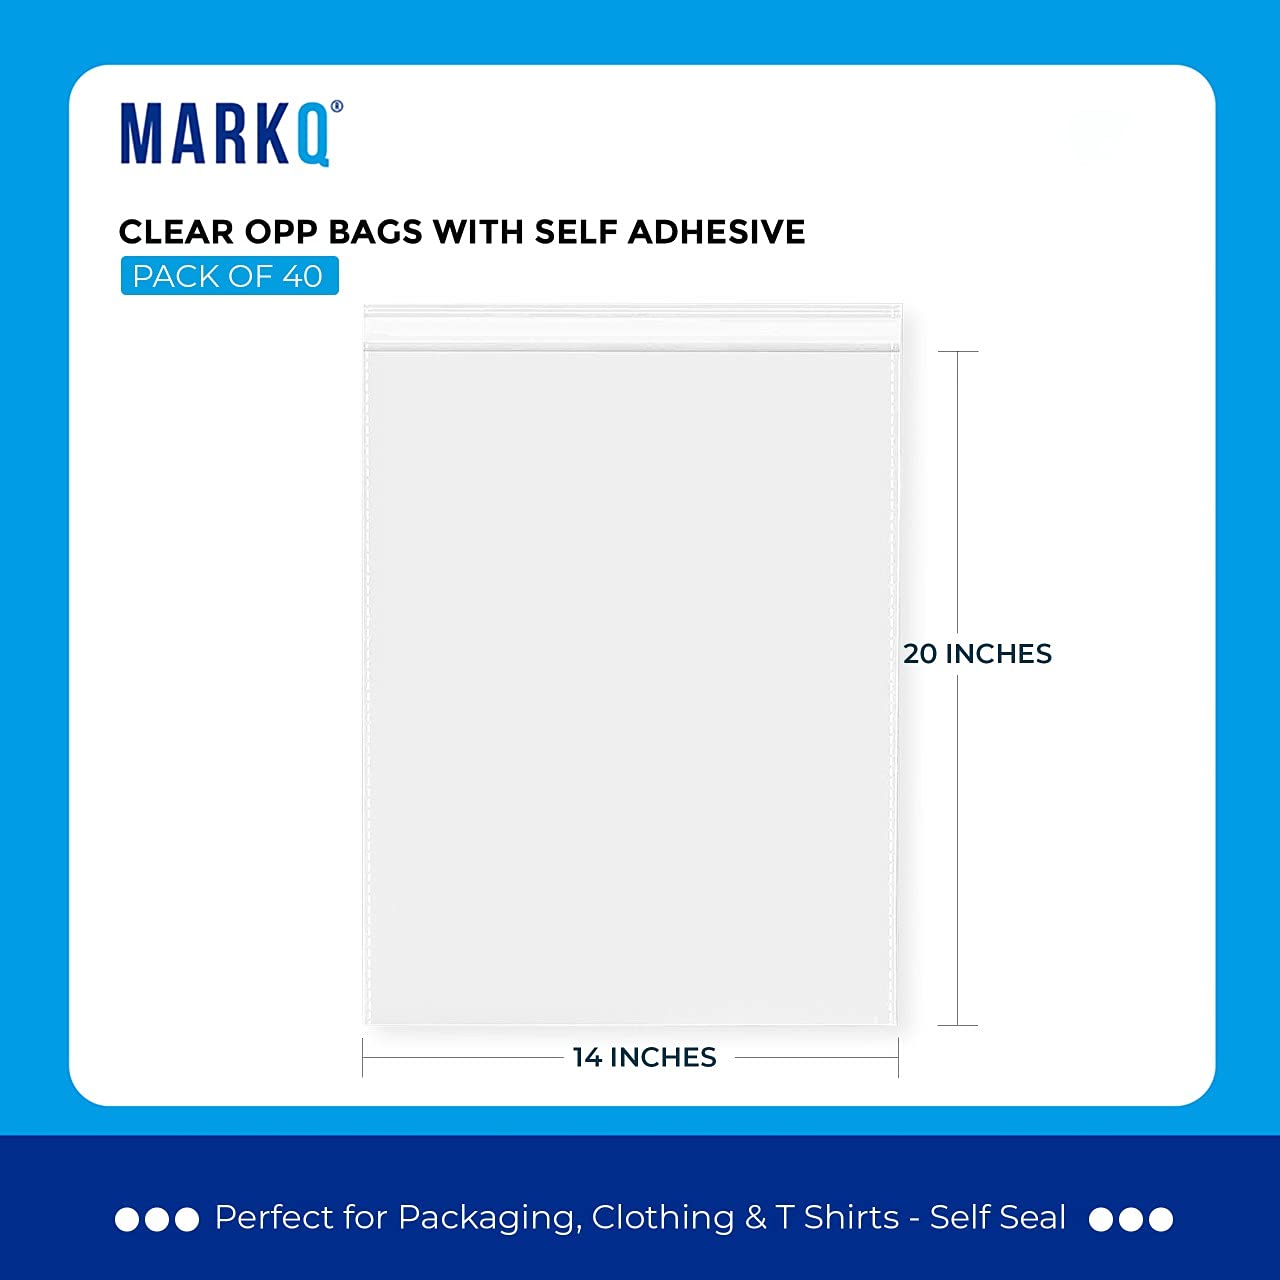 MARKQ®
CLEAR OPP BAGS WITH SELF ADHESIVE
PACK OF 40
20 INCHES
14 INCHES
Perfect for Packaging, Clothing & T Shirts - Self Seal